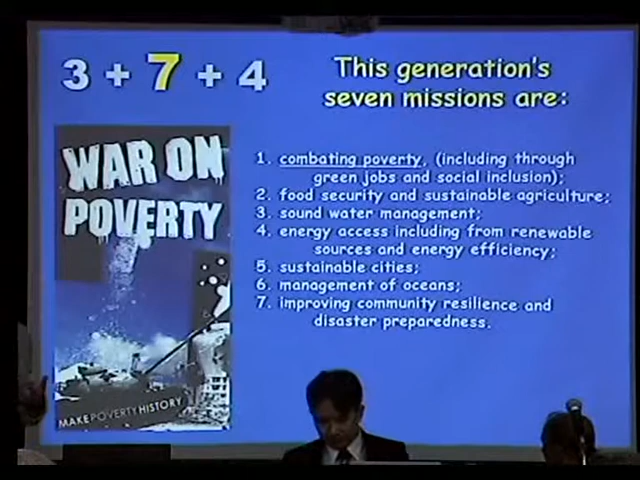 3 + 7 + 4
This generation's
seven missions are:
WAR ON
POVERTY
MAKEPOVERTYHISTORY
1. combating poverty, (including through
green jobs and social inclusion);
2. food security and sustainable agriculture;
3. sound water management;
4. energy access including from renewable
sources and energy efficiency;
5. sustainable cities;
6. management of oceans;
7. improving community resilience and
disaster preparedness.